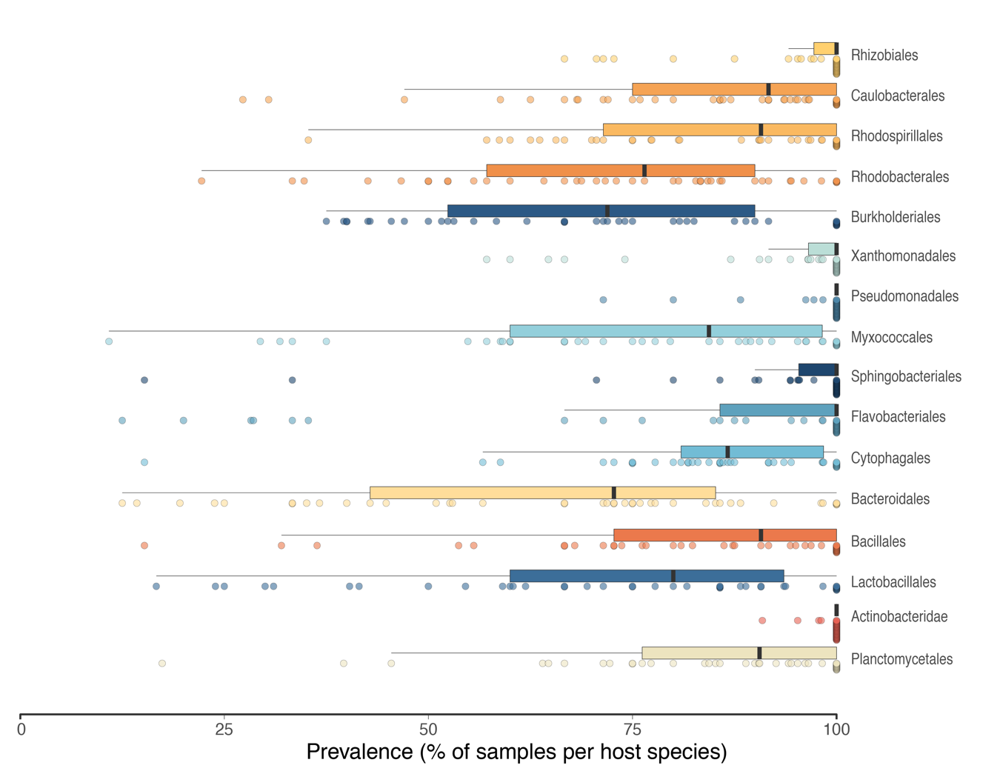 Rhizobiales
Caulobacterales
Rhodospirillales
Rhodobacterales
Burkholderiales
Xanthomonadales
Pseudomonadales
Myxococcales
Sphingobacteriales
Flavobacteriales
Cytophagales
Bacteroidales
Bacillales
Lactobacillales
Actinobacteridae
Planctomycetales
0 25 50 75 100
Prevalence (% of samples per host species)